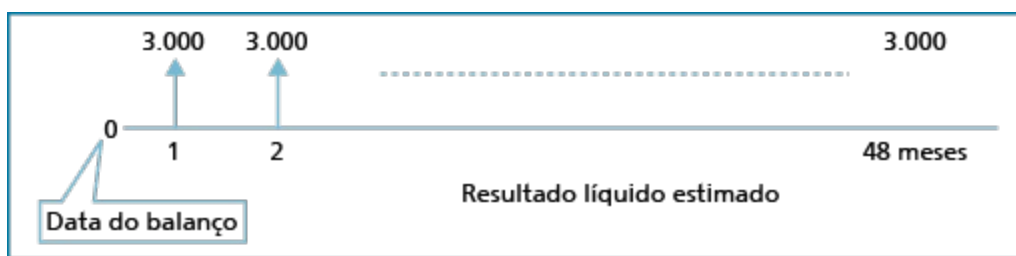 3.000 3.000 3.000
0
1 2 48 meses
Resultado líquido estimado
Data do balanço